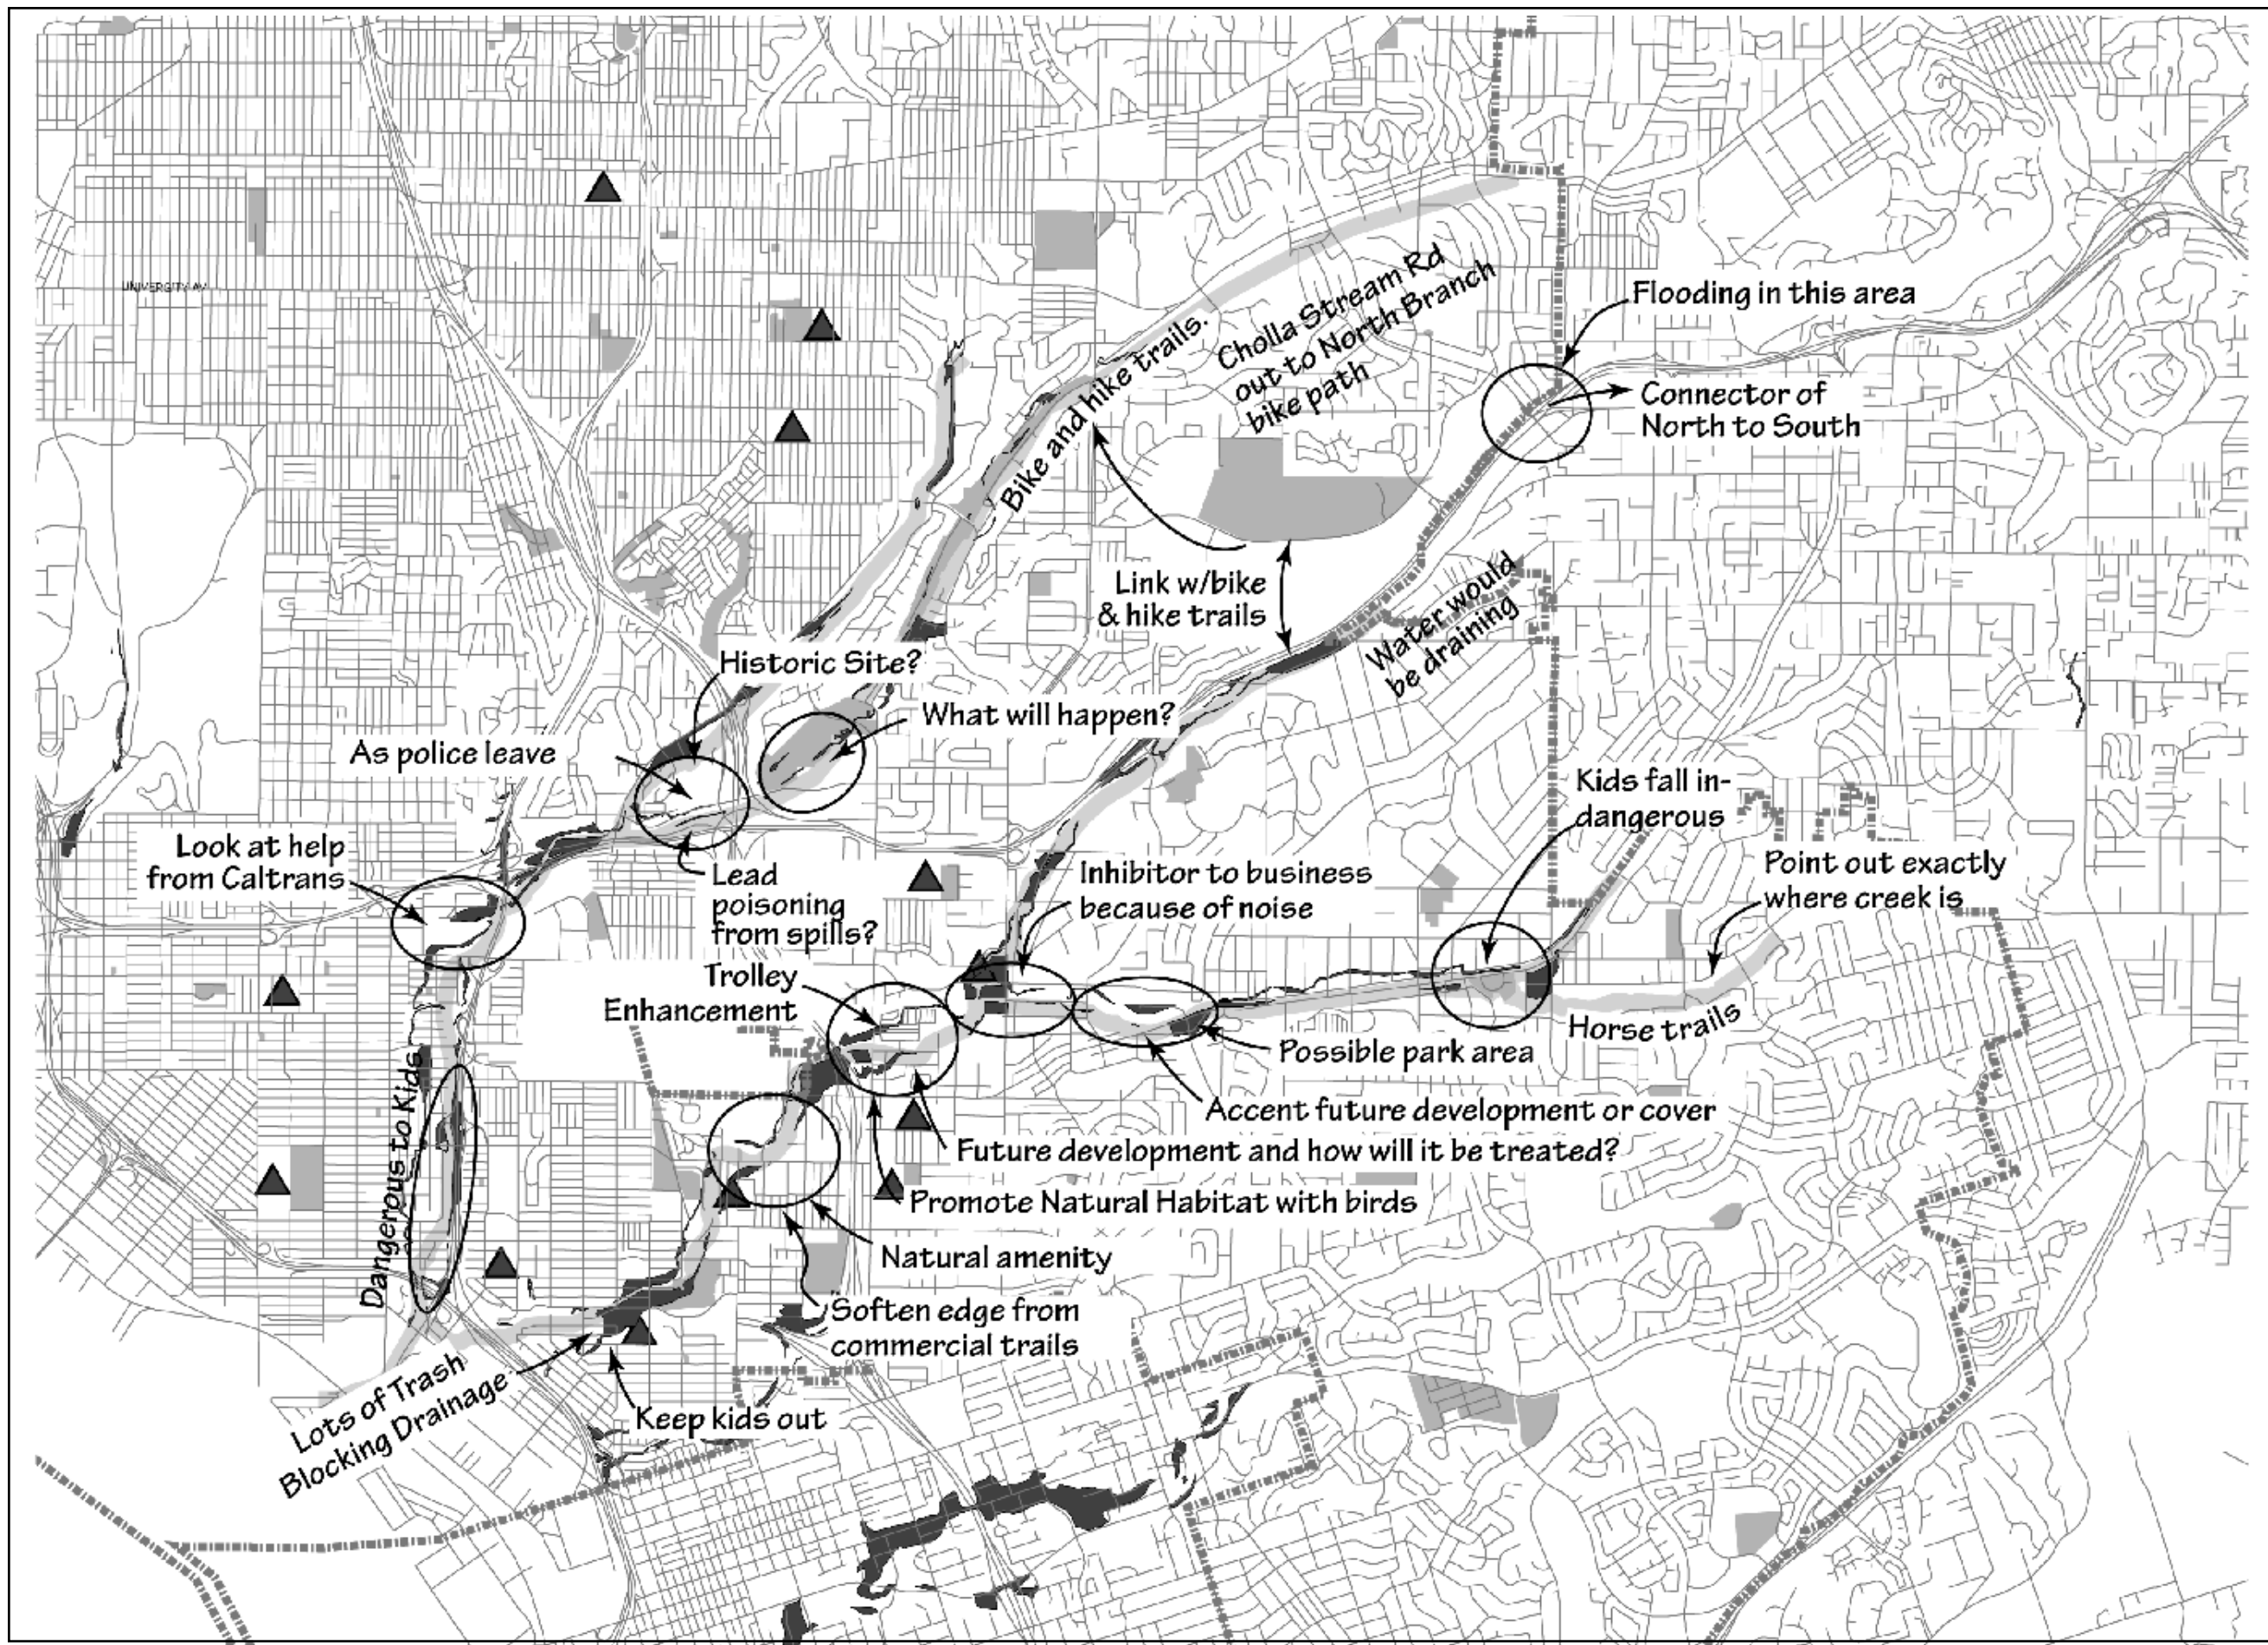 UNIVERGITY AV
Bike and hike trails.
Cholla Stream Rd
out to North Branch
bike path
Flooding in this area
Connector of
North to South
Link w/bike
& hike trails
Water would
be draining
Historic Site?
What will happen?
As police leave
Kids fall in-
dangerous
Look at help
from Caltrans
Lead
poisoning
from spills?
Inhibitor to business
because of noise
Point out exactly
where creek is
Trolley
Enhancement
Horse trails
Possible park area
Accent future development or cover
Future development and how will it be treated?
Promote Natural Habitat with birds
Dangerous to Kids
Natural amenity
Soften edge from
commercial trails
Lots of Trash
Blocking Drainage
Keep kids out